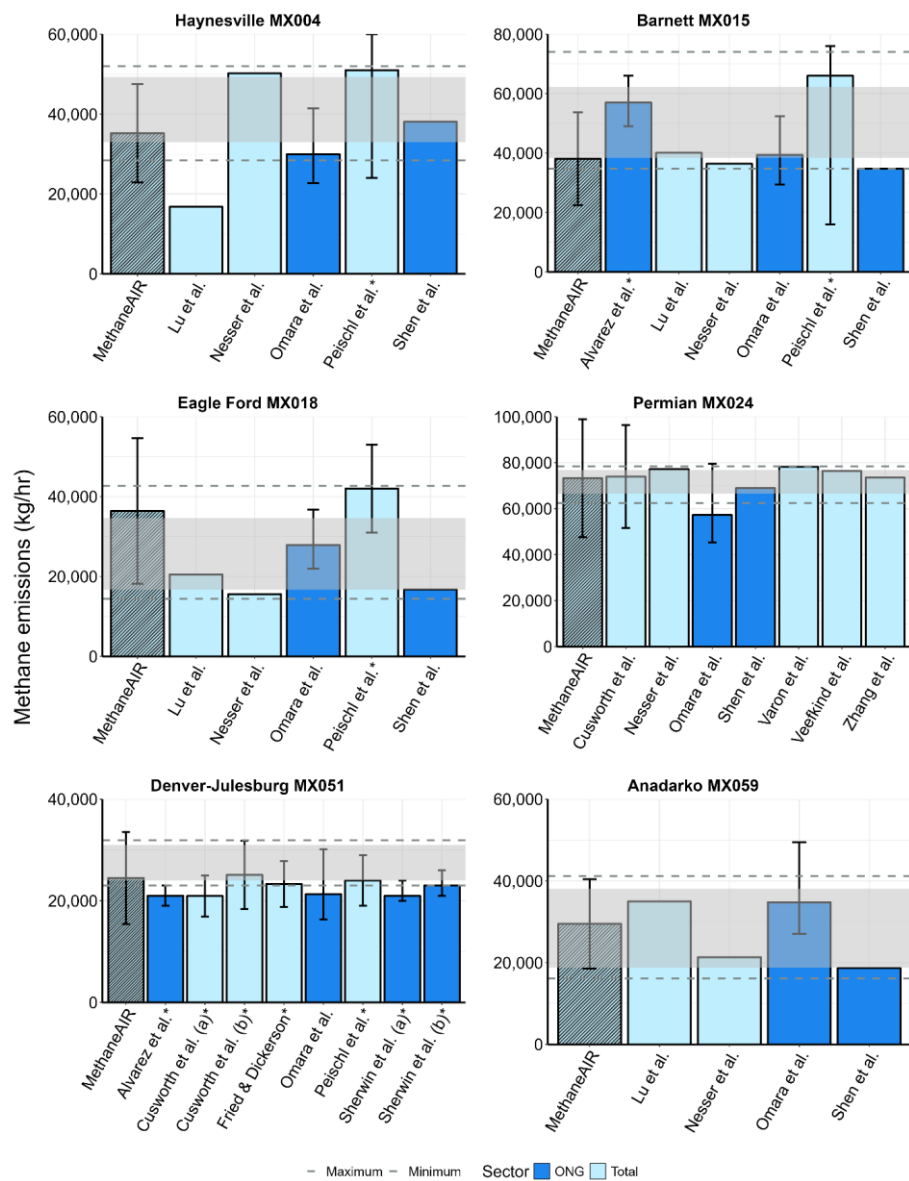 Methane emissions (kg/hr)
Haynesville MX004
60,000
40,000
20,000
0
MethaneAIR
Lu et al.
Nesser et al.
Omara et al.
Peischl et al.*
Shen et al.
Barnett MX015
80,000
60,000
40,000
20,000
0
MethaneAIR
Alvarez et al.*
Lu et al.
Nesser et al.
Omara et al.
Peischl et al.*
Shen et al.
Eagle Ford MX018
60,000
40,000
20,000
0
MethaneAIR
Lu et al.
Nesser et al.
Omara et al.
Peischl et al.*
Shen et al.
Permian MX024
100,000
80,000
60,000
40,000
20,000
0
MethaneAIR
Cusworth et al.
Nesser et al.
Omara et al.
Shen et al.
Varon et al.
Veefkind et al.
Zhang et al.
Denver-Julesburg MX051
40,000
20,000
0
MethaneAIR
Alvarez et al.*
Cusworth et al. (a)*
Cusworth et al. (b)*
Fried & Dickerson*
Omara et al.
Peischl et al.*
Sherwin et al. (a)*
Sherwin et al. (b)*
Anadarko MX059
60,000
40,000
20,000
0
MethaneAIR
Lu et al.
Nesser et al.
Omara et al.
Shen et al.
Maximum Minimum Sector ONG Total